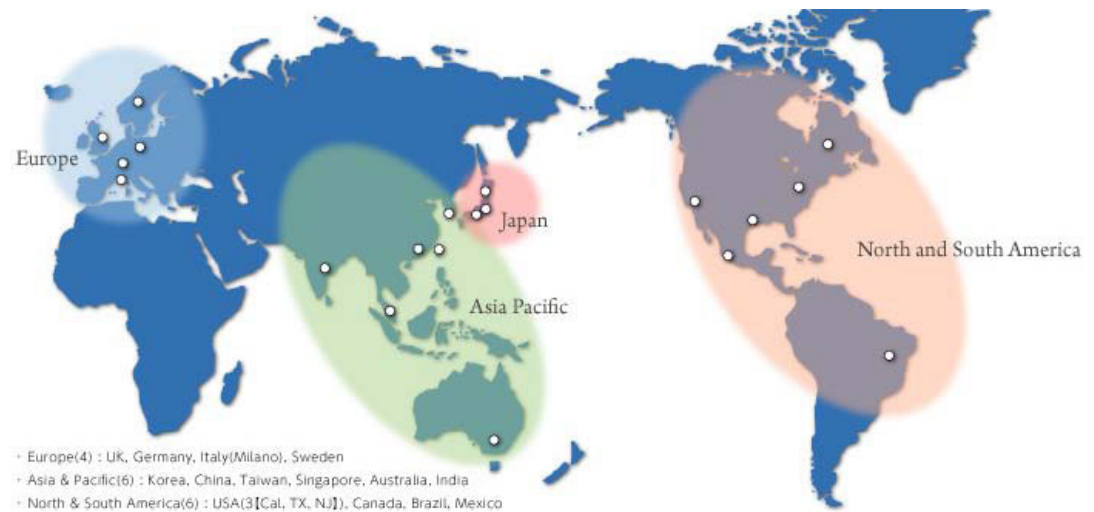 Europe
Japan
North and South America
Asia Pacific
・Europe(4) : UK, Germany, Italy(Milano), Sweden
・Asia & Pacific(6) : Korea, China, Taiwan, Singapore, Australia, India
・North & South America(6) : USA(3【Cal, TX, NJ】), Canada, Brazil, Mexico